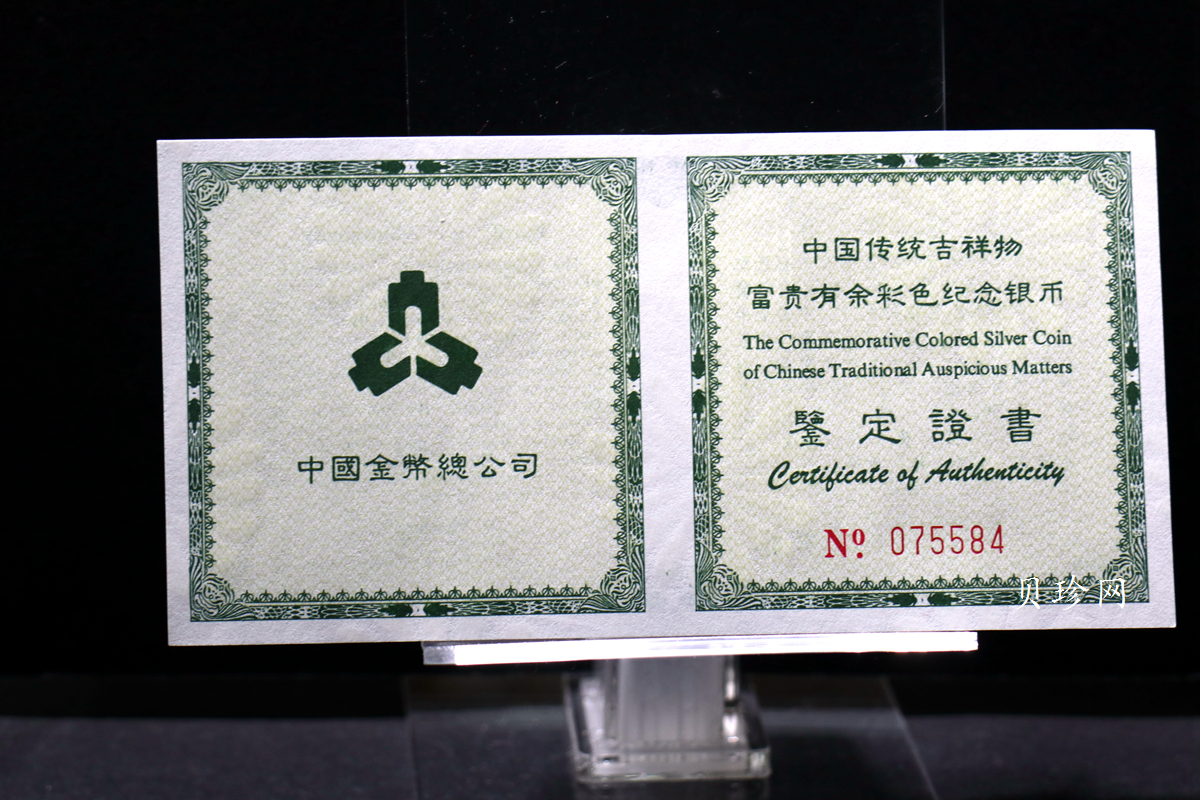 中國金幣總公司
中国传统吉祥物
富贵有余彩色纪念银币
The Commemorative Colored Silver Coin
of Chinese Traditional Auspicious Matters
鑒定證書
Certificate of Authenticity
Nº 075584
贝珍网